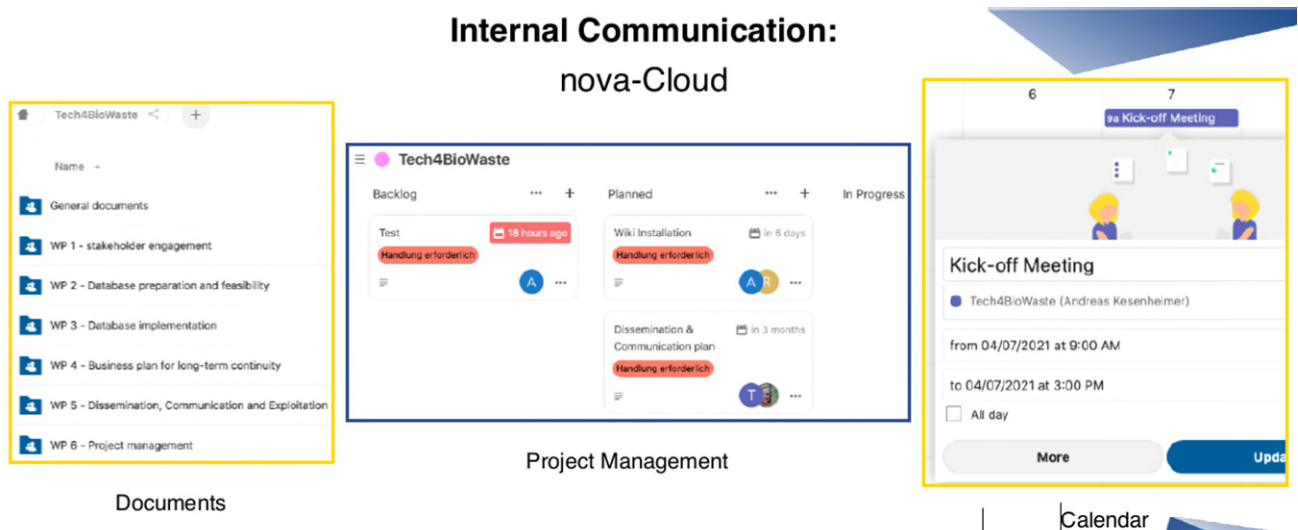 Internal Communication:
nova-Cloud
Tech4BioWaste
+
Name
General documents
WP 1 - stakeholder engagement
WP 2 - Database preparation and feasibility
WP 3 - Database implementation
WP 4 - Business plan for long-term continuity
WP 5 - Dissemination, Communication and Exploitation
WP 6 - Project management
Documents
Tech4BioWaste
Backlog ... +
Test 18 hours ago
Handlung erforderlich
A ...
Planned ... +
Wiki Installation in 6 days
Handlung erforderlich
A R ...
Dissemination & in 3 months
Communication plan
Handlung erforderlich
T ...
In Progress
Project Management
6 7
9a Kick-off Meeting
Kick-off Meeting
Tech4BioWaste (Andreas Kesenheimer)
from 04/07/2021 at 9:00 AM
to 04/07/2021 at 3:00 PM
All day
More Upda
Calendar